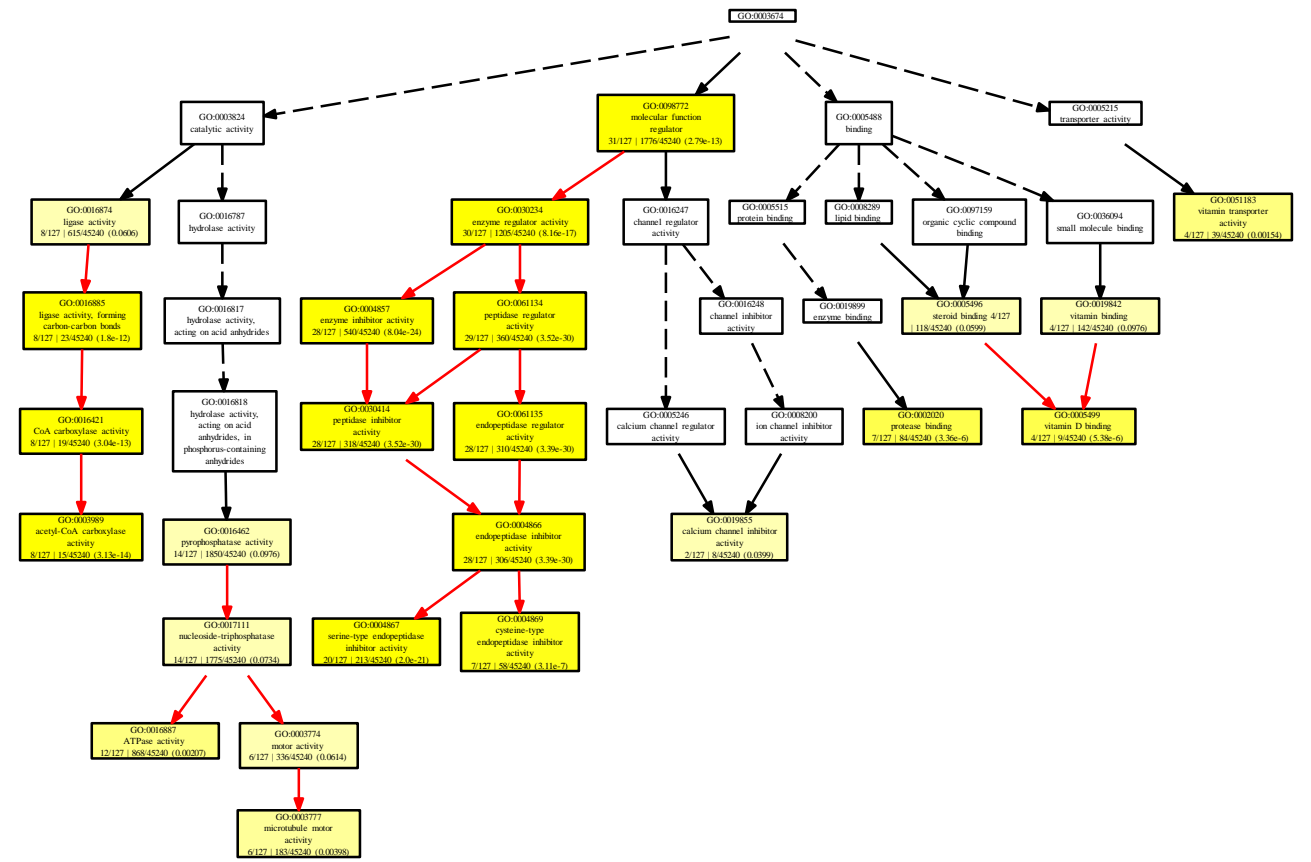 GO:0003674
GO:0003824
catalytic activity
GO:0098772
molecular function
regulator
31/127 | 1776/45240 (2.79e-13)
GO:0005488
binding
GO:0005215
transporter activity
GO:0016874
ligase activity
8/127 | 615/45240 (0.0606)
GO:0016787
hydrolase activity
GO:0030234
enzyme regulator activity
30/127 | 1205/45240 (8.16e-17)
GO:0016247
channel regulator
activity
GO:0005515
protein binding
GO:0008289
lipid binding
GO:0097159
organic cyclic compound
binding
GO:0036094
small molecule binding
GO:0051183
vitamin transporter
activity
4/127 | 39/45240 (0.00154)
GO:0016885
ligase activity, forming
carbon-carbon bonds
8/127 | 23/45240 (1.8e-12)
GO:0016817
hydrolase activity,
acting on acid anhydrides
GO:0004857
enzyme inhibitor activity
28/127 | 540/45240 (8.04e-24)
GO:0061134
peptidase regulator
activity
29/127 | 360/45240 (3.52e-30)
GO:0016248
channel inhibitor
activity
GO:0019899
enzyme binding
GO:0005496
steroid binding 4/127
| 118/45240 (0.0599)
GO:0019842
vitamin binding
4/127 | 142/45240 (0.0976)
GO:0016421
CoA carboxylase activity
8/127 | 19/45240 (3.04e-13)
GO:0016818
hydrolase activity,
acting on acid
anhydrides, in
phosphorus-containing
anhydrides
GO:0030414
peptidase inhibitor
activity
28/127 | 318/45240 (3.52e-30)
GO:0061135
endopeptidase regulator
activity
28/127 | 310/45240 (3.39e-30)
GO:0005246
calcium channel regulator
activity
GO:0008200
ion channel inhibitor
activity
GO:0002020
protease binding
7/127 | 84/45240 (3.36e-6)
GO:0005499
vitamin D binding
4/127 | 9/45240 (5.38e-6)
GO:0003989
acetyl-CoA carboxylase
activity
8/127 | 15/45240 (3.13e-14)
GO:0016462
pyrophosphatase activity
14/127 | 1850/45240 (0.0976)
GO:0004866
endopeptidase inhibitor
activity
28/127 | 306/45240 (3.39e-30)
GO:0019855
calcium channel inhibitor
activity
2/127 | 8/45240 (0.0399)
GO:0017111
nucleoside-triphosphatase
activity
14/127 | 1775/45240 (0.0734)
GO:0004867
serine-type endopeptidase
inhibitor activity
20/127 | 213/45240 (2.0e-21)
GO:0004869
cysteine-type
endopeptidase inhibitor
activity
7/127 | 58/45240 (3.11e-7)
GO:0016887
ATPase activity
12/127 | 868/45240 (0.00207)
GO:0003774
motor activity
6/127 | 336/45240 (0.0614)
GO:0003777
microtubule motor
activity
6/127 | 183/45240 (0.00398)